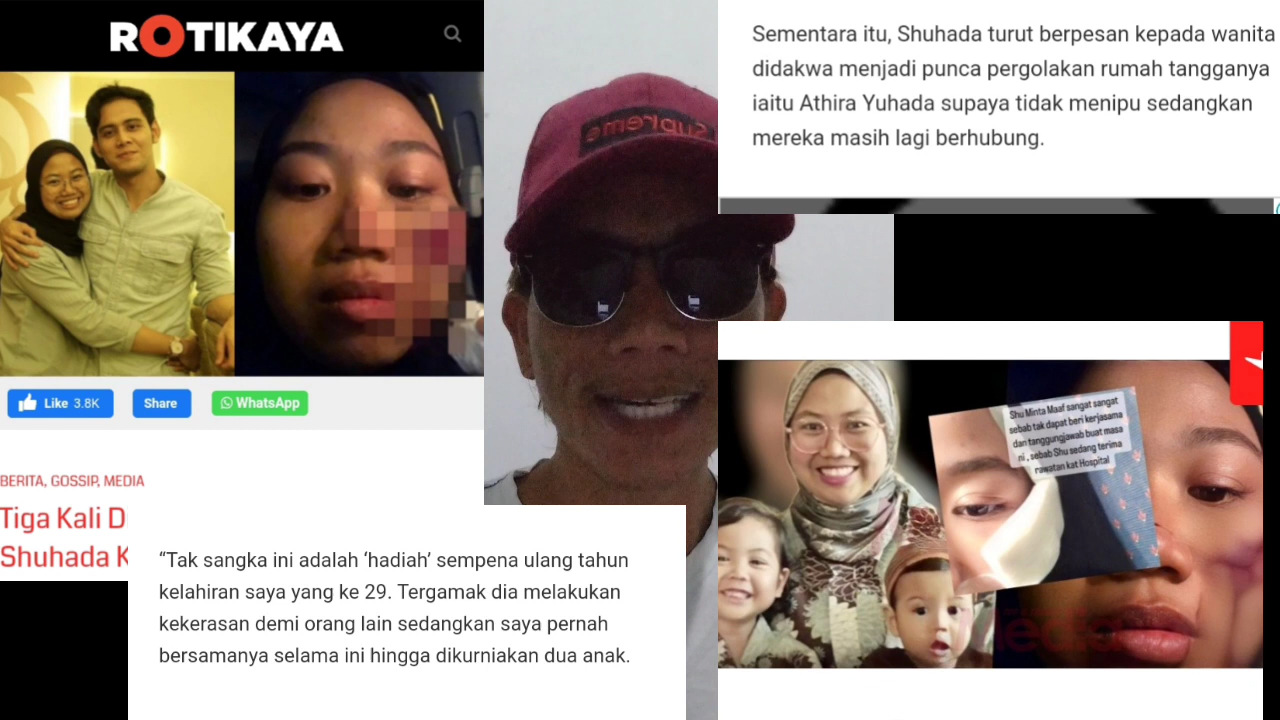 ROTIKAYA
Like 3.8K
Share
WhatsApp
BERITA, GOSSIP, MEDIA
Tiga Kali D
Shuhada K
Supreme
Sementara itu, Shuhada turut berpesan kepada wanita
didakwa menjadi punca pergolakan rumah tangganya
iaitu Athira Yuhada supaya tidak menipu sedangkan
mereka masih lagi berhubung.
Shu Minta Maaf sangat sangat
sebab tak dapat beri kerjasama
dan tanggungjawab buat masa
ni , sebab Shu sedang terima
rawatan kat Hospital
“Tak sangka ini adalah ‘hadiah’ sempena ulang tahun
kelahiran saya yang ke 29. Tergamak dia melakukan
kekerasan demi orang lain sedangkan saya pernah
bersamanya selama ini hingga dikurniakan dua anak.